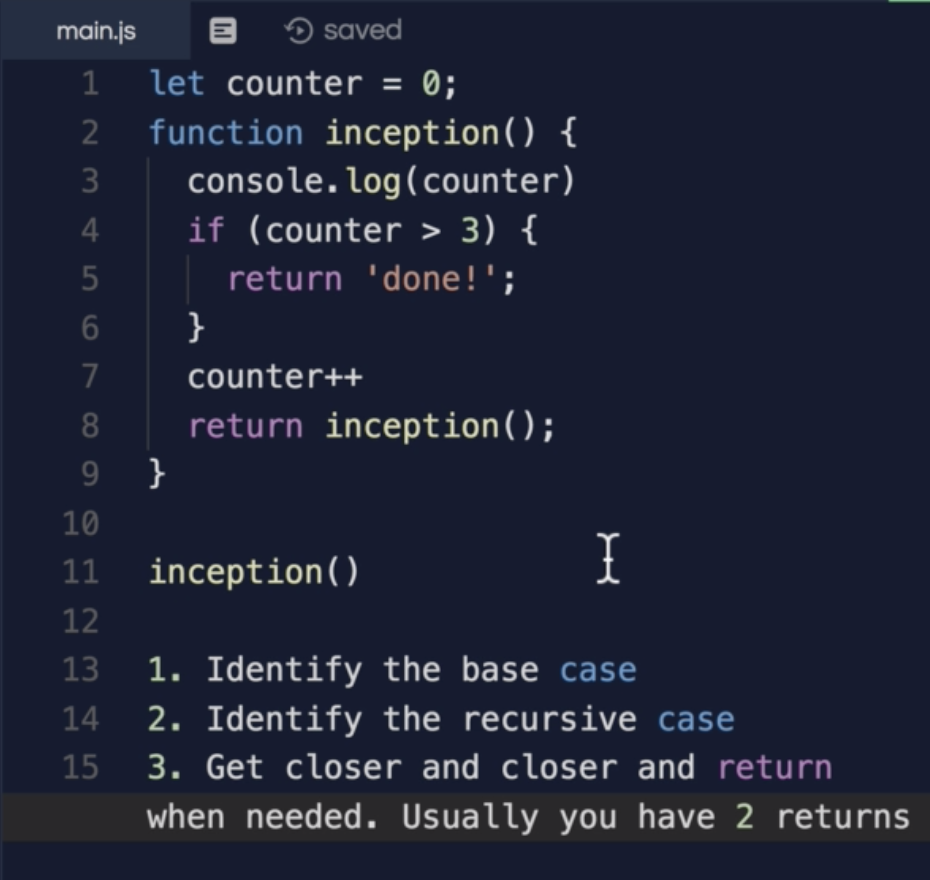 main.js saved
1 let counter = 0;
2 function inception() {
3 console.log(counter)
4 if (counter > 3) {
5 return 'done!';
6 }
7 counter++
8 return inception();
9 }
10
11 inception()
12
13 1. Identify the base case
14 2. Identify the recursive case
15 3. Get closer and closer and return
when needed. Usually you have 2 returns